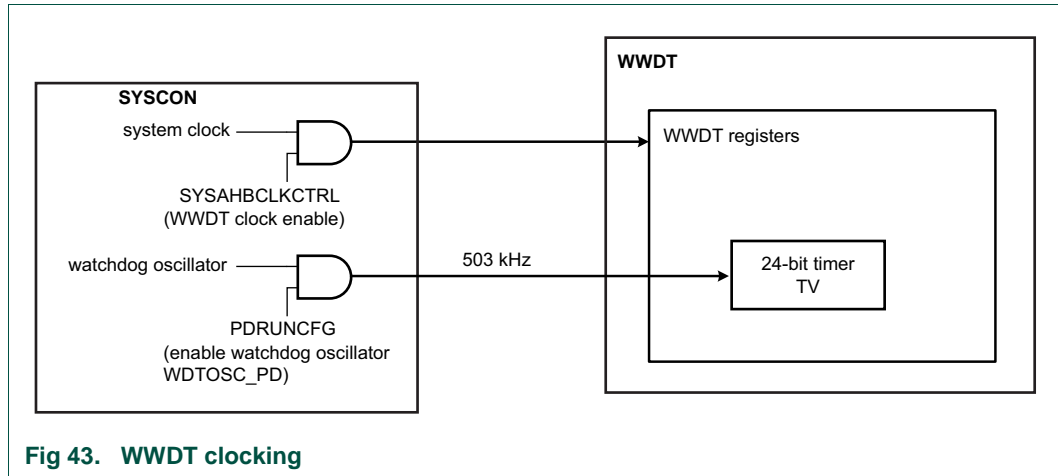 SYSCON
system clock
SYSAHBCLKCTRL
(WWDT clock enable)
watchdog oscillator
PDRUNCFG
(enable watchdog oscillator
WDTOSC_PD)
503 kHz
WWDT
WWDT registers
24-bit timer
TV
Fig 43. WWDT clocking